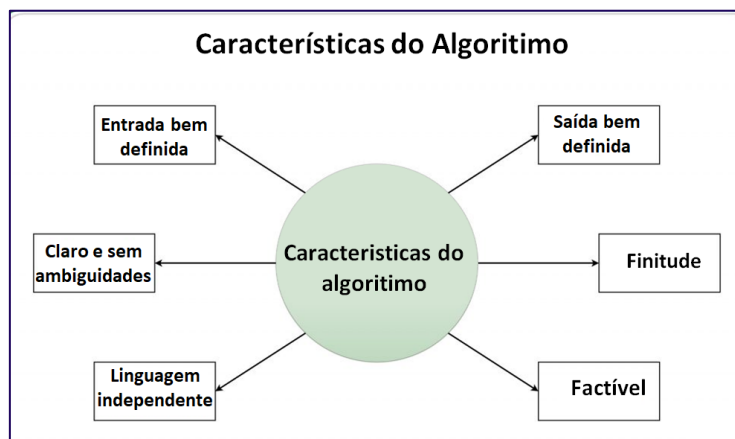 Características do Algoritimo
Entrada bem
definida
Saída bem
definida
Claro e sem
ambiguidades
Caracteristicas do
algoritimo
Finitude
Linguagem
independente
Factível